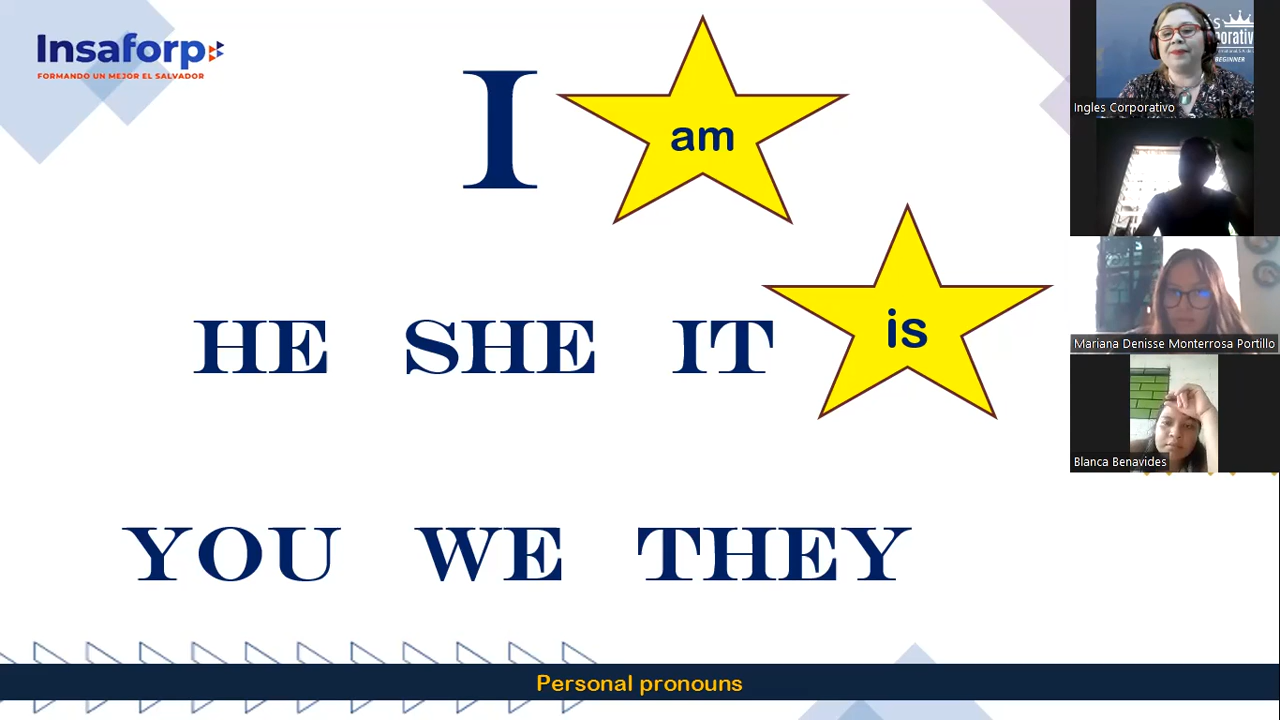 Insaforp
FORMANDO UN MEJOR EL SALVADOR
I am
HE SHE IT is
YOU WE THEY
Personal pronouns
Ingles Corporativo
BEGINNER
Mariana Denisse Monterrosa Portillo
Blanca Benavides